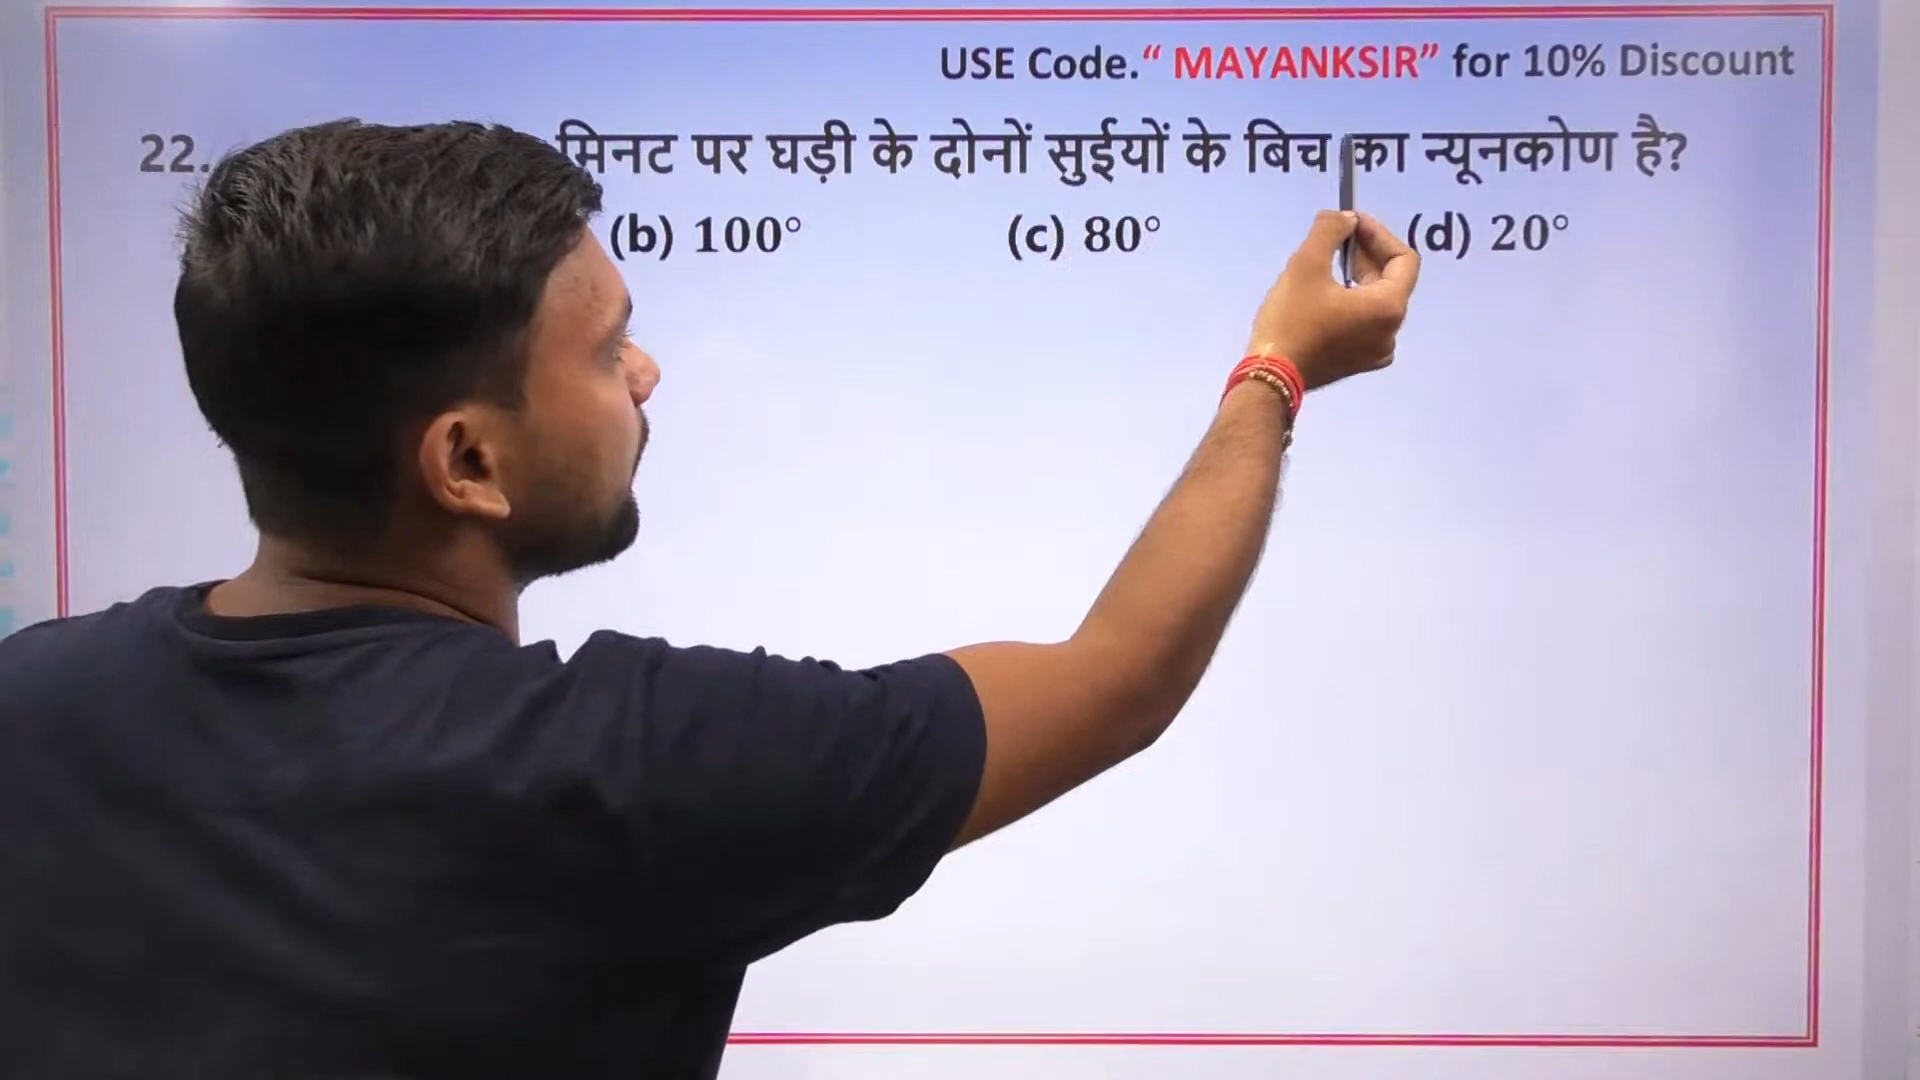 USE Code.“ MAYANKSIR” for 10% Discount
22. मिनट पर घड़ी के दोनों सुईयों के बिच का न्यूनकोण है?
(b) 100° (c) 80° (d) 20°